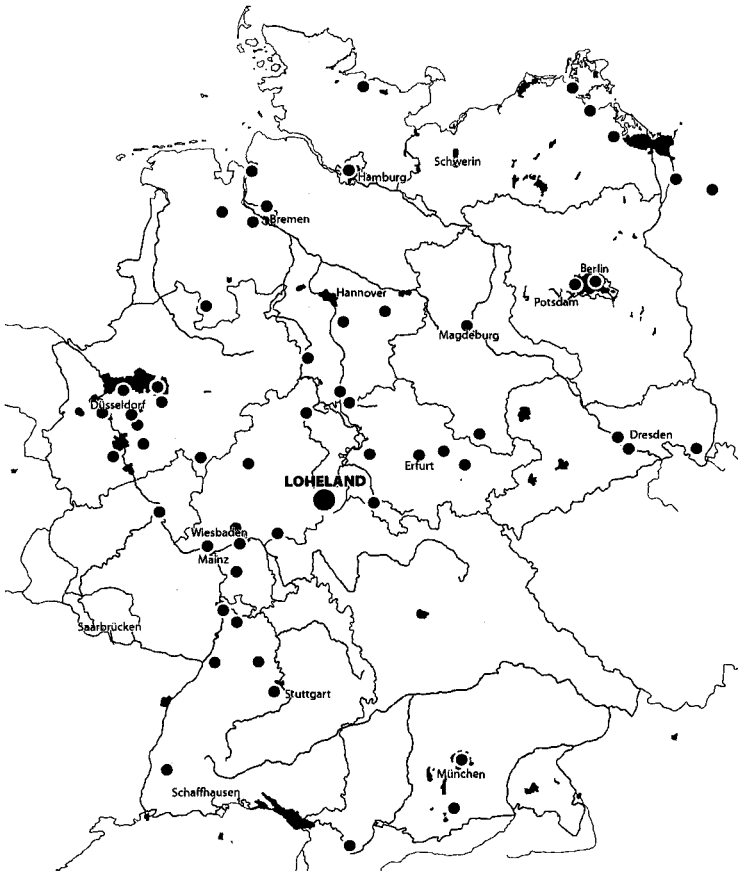 Schwerin
Hamburg
Bremen
Berlin
Hannover
Potsdam
Magdeburg
Düsseldorf
Dresden
Erfurt
LOHELAND
Wiesbaden
Mainz
Saarbrücken
Stuttgart
München
Schaffhausen